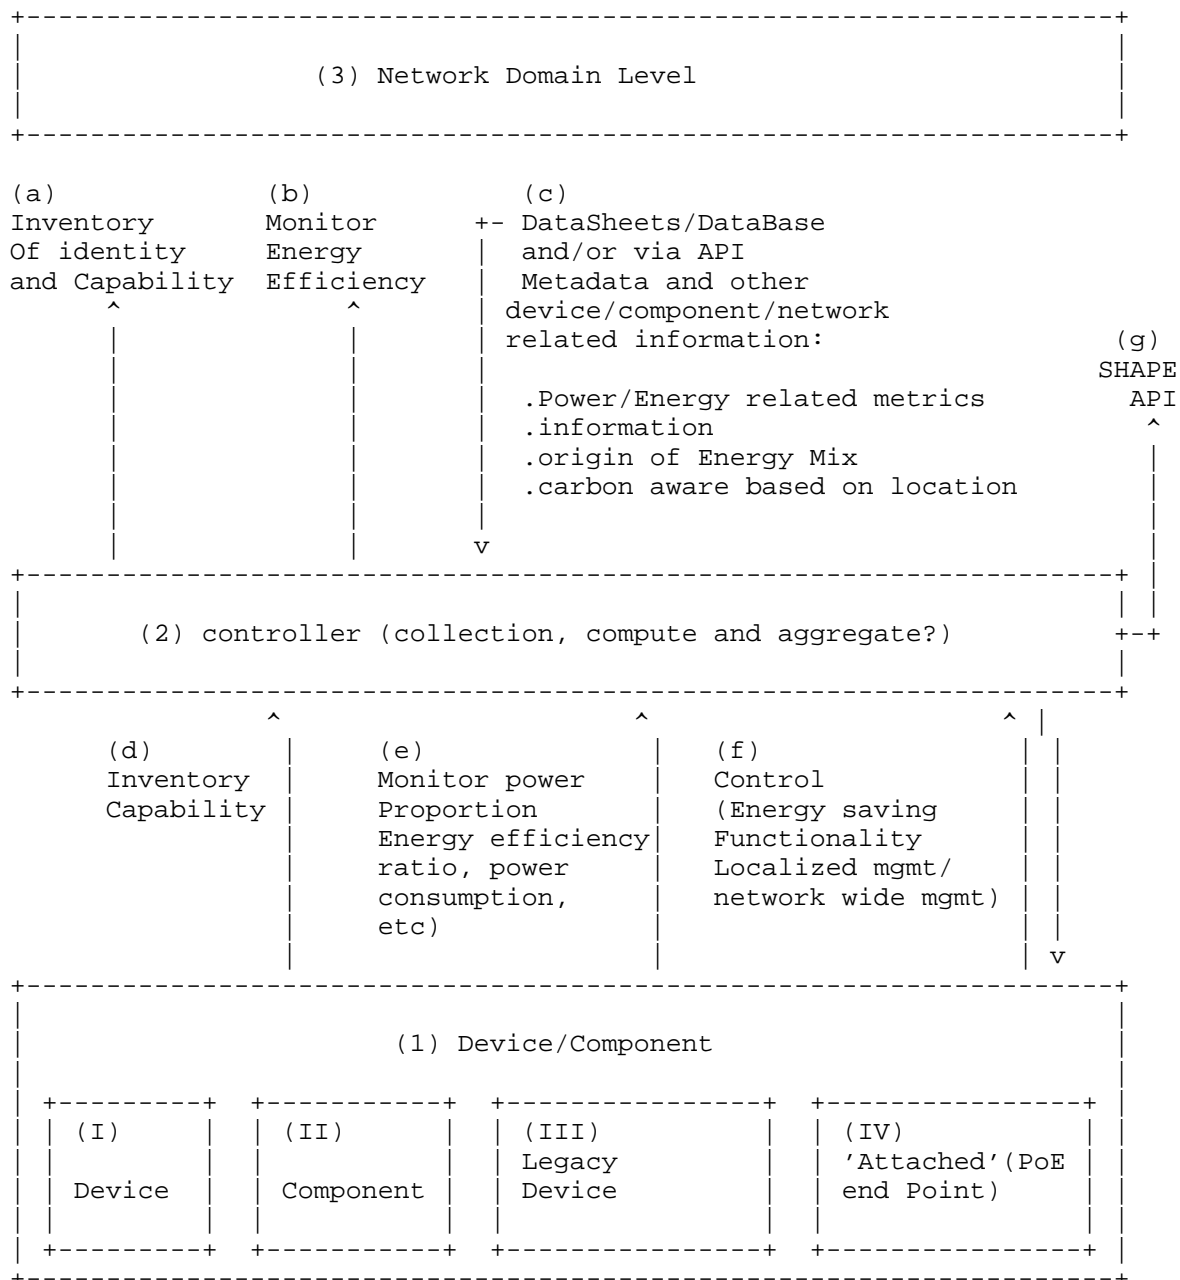 (3) Network Domain Level
(a) (b) (c)
Inventory Monitor +- DataSheets/DataBase
Of identity Energy and/or via API
and Capability Efficiency Metadata and other
device/component/network
related information: (g)
SHAPE
.Power/Energy related metrics API
.information
.origin of Energy Mix
.carbon aware based on location
(2) controller (collection, compute and aggregate?)
(d) (e) (f)
Inventory Monitor power Control
Capability Proportion (Energy saving
Energy efficiency Functionality
ratio, power Localized mgmt/
consumption, network wide mgmt)
etc)
(1) Device/Component
(I) (II) (III) (IV)
Legacy 'Attached'(PoE
Device Component Device end Point)